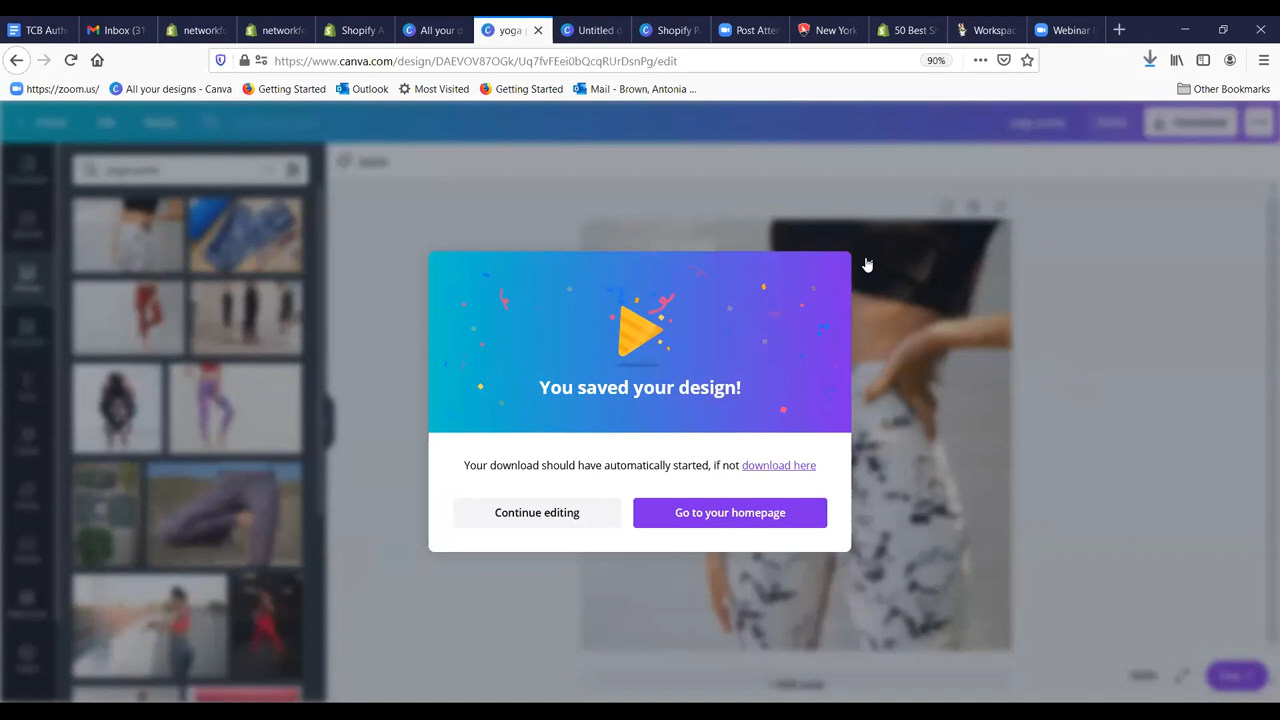 TCB Auth
Inbox (31
networkfo
networkfo
Shopify A
All your d
yoga p
Untitled d
Shopify R
Post Atter
New York
50 Best Sh
Workspac
Webinar I
https://www.canva.com/design/DAEVOV87OGk/Uq7fvFEei0bQcqRUrDsnPg/edit
90%
https://zoom.us/
All your designs - Canva
Getting Started
Outlook
Most Visited
Getting Started
Mail - Brown, Antonia ...
Other Bookmarks
You saved your design!
Your download should have automatically started, if not download here
Continue editing
Go to your homepage